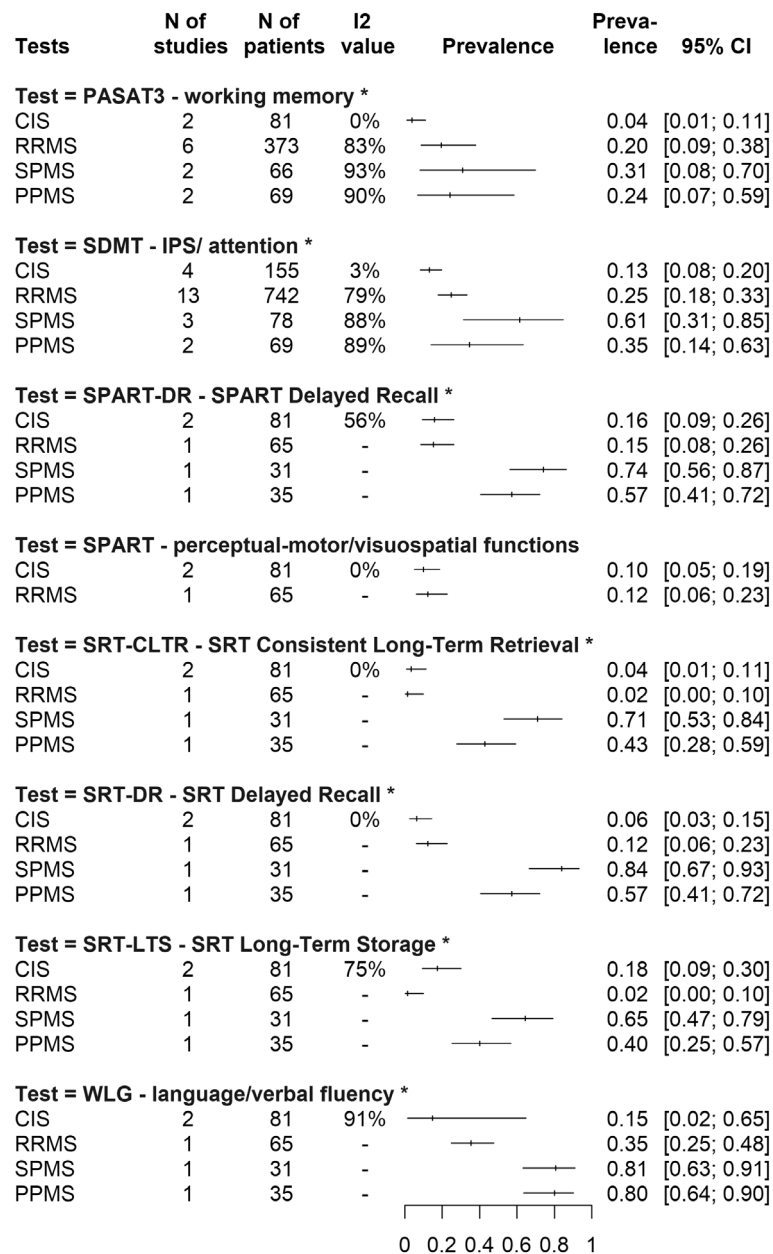 N of N of I2 Preva-
Tests studies patients value Prevalence lence 95% CI
Test = PASAT3 - working memory *
CIS 2 81 0% 0.04 [0.01; 0.11]
RRMS 6 373 83% 0.20 [0.09; 0.38]
SPMS 2 66 93% 0.31 [0.08; 0.70]
PPMS 2 69 90% 0.24 [0.07; 0.59]
Test = SDMT - IPS/ attention *
CIS 4 155 3% 0.13 [0.08; 0.20]
RRMS 13 742 79% 0.25 [0.18; 0.33]
SPMS 3 78 88% 0.61 [0.31; 0.85]
PPMS 2 69 89% 0.35 [0.14; 0.63]
Test = SPART-DR - SPART Delayed Recall *
CIS 2 81 56% 0.16 [0.09; 0.26]
RRMS 1 65 - 0.15 [0.08; 0.26]
SPMS 1 31 - 0.74 [0.56; 0.87]
PPMS 1 35 - 0.57 [0.41; 0.72]
Test = SPART - perceptual-motor/visuospatial functions
CIS 2 81 0% 0.10 [0.05; 0.19]
RRMS 1 65 - 0.12 [0.06; 0.23]
Test = SRT-CLTR - SRT Consistent Long-Term Retrieval *
CIS 2 81 0% 0.04 [0.01; 0.11]
RRMS 1 65 - 0.02 [0.00; 0.10]
SPMS 1 31 - 0.71 [0.53; 0.84]
PPMS 1 35 - 0.43 [0.28; 0.59]
Test = SRT-DR - SRT Delayed Recall *
CIS 2 81 0% 0.06 [0.03; 0.15]
RRMS 1 65 - 0.12 [0.06; 0.23]
SPMS 1 31 - 0.84 [0.67; 0.93]
PPMS 1 35 - 0.57 [0.41; 0.72]
Test = SRT-LTS - SRT Long-Term Storage *
CIS 2 81 75% 0.18 [0.09; 0.30]
RRMS 1 65 - 0.02 [0.00; 0.10]
SPMS 1 31 - 0.65 [0.47; 0.79]
PPMS 1 35 - 0.40 [0.25; 0.57]
Test = WLG - language/verbal fluency *
CIS 2 81 91% 0.15 [0.02; 0.65]
RRMS 1 65 - 0.35 [0.25; 0.48]
SPMS 1 31 - 0.81 [0.63; 0.91]
PPMS 1 35 - 0.80 [0.64; 0.90]
0 0.2 0.4 0.6 0.8 1